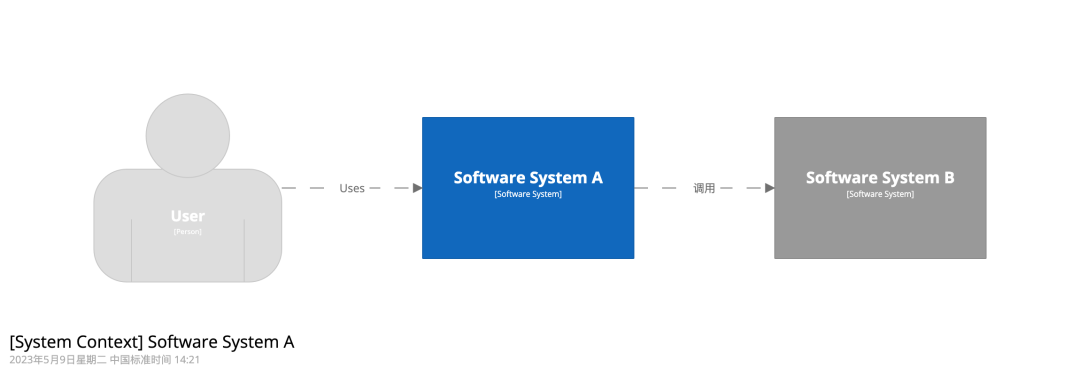 User
[Person]
Uses
Software System A
[Software System]
调用
Software System B
[Software System]
[System Context] Software System A
2023年5月9日星期二 中国标准时间 14:21